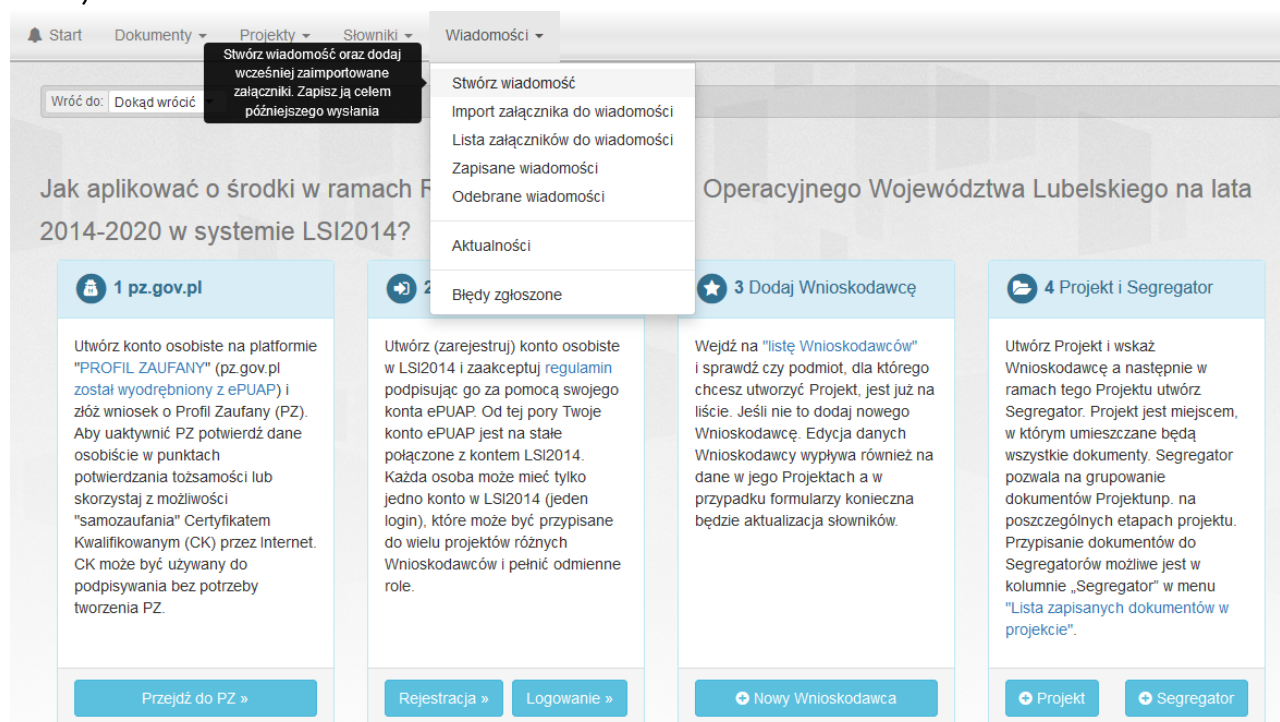 Start Dokumenty Projekty Słowniki Wiadomości
Stwórz wiadomość oraz dodaj
wcześniej zaimportowane
załączniki. Zapisz ją celem
późniejszego wysłania
Stwórz wiadomość
Import załącznika do wiadomości
Lista załączników do wiadomości
Zapisane wiadomości
Odebrane wiadomości
Aktualności
Błędy zgłoszone
Wróć do: Dokąd wrócić
Jak aplikować o środki w ramach R Operacyjnego Województwa Lubelskiego na lata
2014-2020 w systemie LSI2014?
1 pz.gov.pl
Utwórz konto osobiste na platformie
"PROFIL ZAUFANY" (pz.gov.pl
został wyodrębniony z ePUAP) i
złóż wniosek o Profil Zaufany (PZ).
Aby uaktywnić PZ potwierdź dane
osobiście w punktach
potwierdzania tożsamości lub
skorzystaj z możliwości
"samozaufania" Certyfikatem
Kwalifikowanym (CK) przez Internet.
CK może być używany do
podpisywania bez potrzeby
tworzenia PZ.
Przejdź do PZ »
2
Utwórz (zarejestruj) konto osobiste
w LSI2014 i zaakceptuj regulamin
podpisując go za pomocą swojego
konta ePUAP. Od tej pory Twoje
konto ePUAP jest na stałe
połączone z kontem LSI2014.
Każda osoba może mieć tylko
jedno konto w LSI2014 (jeden
login), które może być przypisane
do wielu projektów różnych
Wnioskodawców i pełnić odmienne
role.
Rejestracja » Logowanie »
3 Dodaj Wnioskodawcę
Wejdź na "listę Wnioskodawców"
i sprawdź czy podmiot, dla którego
chcesz utworzyć Projekt, jest już na
liście. Jeśli nie to dodaj nowego
Wnioskodawcę. Edycja danych
Wnioskodawcy wypływa również na
dane w jego Projektach a w
przypadku formularzy konieczna
będzie aktualizacja słowników.
Nowy Wnioskodawca
4 Projekt i Segregator
Utwórz Projekt i wskaż
Wnioskodawcę a następnie w
ramach tego Projektu utwórz
Segregator. Projekt jest miejscem,
w którym umieszczane będą
wszystkie dokumenty. Segregator
pozwala na grupowanie
dokumentów Projektunp. na
poszczególnych etapach projektu.
Przypisanie dokumentów do
Segregatorów możliwe jest w
kolumnie „Segregator" w menu
"Lista zapisanych dokumentów w
projekcie".
Projekt Segregator